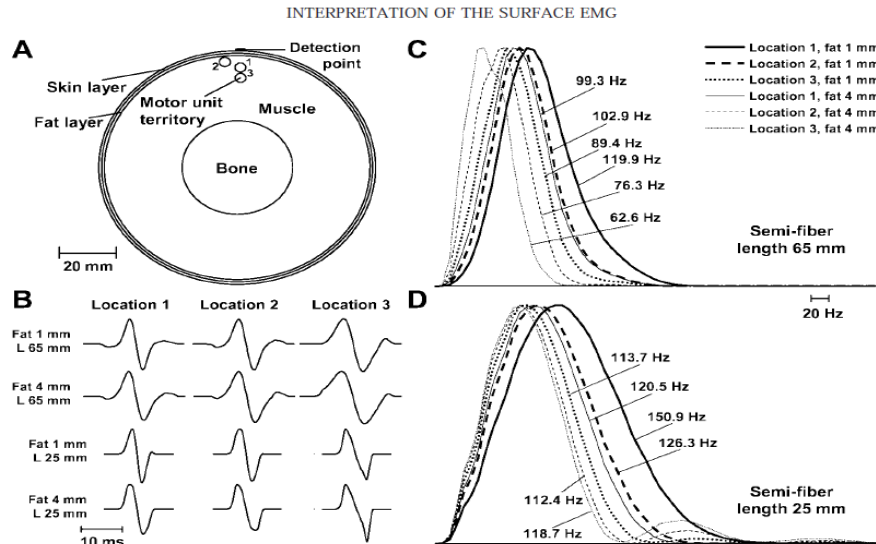 INTERPRETATION OF THE SURFACE EMG
A
Detection
point
2
1
3
Skin layer
Fat layer
Motor unit
territory
Muscle
Bone
20 mm
B
Location 1
Location 2
Location 3
Fat 1 mm
L 65 mm
Fat 4 mm
L 65 mm
Fat 1 mm
L 25 mm
Fat 4 mm
L 25 mm
10 ms
C
Location 1, fat 1 mm
Location 2, fat 1 mm
Location 3, fat 1 mm
Location 1, fat 4 mm
Location 2, fat 4 mm
Location 3, fat 4 mm
99.3 Hz
102.9 Hz
89.4 Hz
119.9 Hz
76.3 Hz
62.6 Hz
Semi-fiber
length 65 mm
20 Hz
D
113.7 Hz
120.5 Hz
150.9 Hz
126.3 Hz
112.4 Hz
118.7 Hz
Semi-fiber
length 25 mm